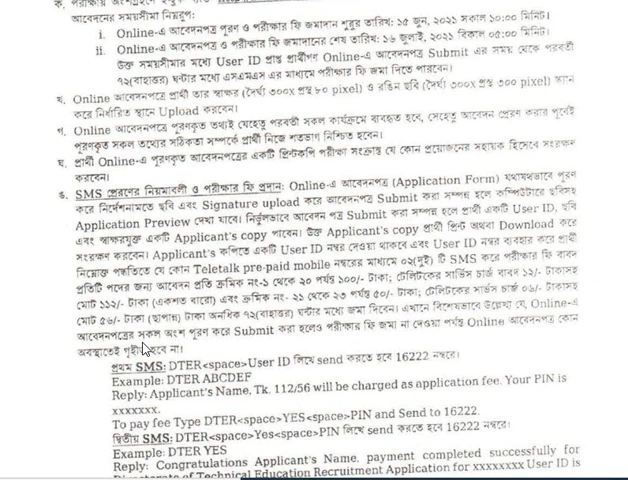 আবেদনের সময়সীমা নিম্নরূপ:
i. Online-এ আবেদনপত্র পূরণ ও পরীক্ষার ফি জমাদান শুরুর তারিখ: ১৫ জুন, ২০২১ সকাল ১০:০০ মিনিট।
ii. Online-এ আবেদনপত্র ও পরীক্ষার ফি জমাদানের শেষ তারিখ: ১৬ জুলাই, ২০২১ বিকাল ০৫:০০ মিনিট।
উক্ত সময়সীমার মধ্যে User ID প্রাপ্ত প্রার্থীগণ Online-এ আবেদনপত্র Submit এর সময় থেকে পরবর্তী
৭২(বাহাত্তর) ঘন্টার মধ্যে এসএমএস এর মাধ্যমে পরীক্ষার ফি জমা দিতে পারবেন।
খ. Online আবেদনপত্রে প্রার্থী তার স্বাক্ষর (দৈর্ঘ্য ৩০০x প্রস্থ ৮০ pixel) ও রঙিন ছবি (দৈর্ঘ্য ৩০০x প্রস্থ ৩০০ pixel) স্ক্যান
করে নির্ধারিত স্থানে Upload করবেন।
গ. Online আবেদনপত্রে পূরণকৃত তথ্যই যেহেতু পরবর্তী সকল কার্যক্রমে ব্যবহৃত হবে, সেহেতু আবেদন প্রেরণ করার পূর্বেই
পূরণকৃত সকল তথ্যের সঠিকতা সম্পর্কে প্রার্থী নিজে শতভাগ নিশ্চিত হবেন।
ঘ. প্রার্থী Online-এ পূরণকৃত আবেদনপত্রের একটি প্রিন্টকপি পরীক্ষা সংক্রান্ত যে কোন প্রয়োজনের সহায়ক হিসেবে সংরক্ষণ
করবেন।
ঙ. SMS প্রেরণের নিয়মাবলী ও পরীক্ষার ফি প্রদান: Online-এ আবেদনপত্র (Application Form) যথাযথভাবে পূরণ
করে নির্দেশনামতে ছবি এবং Signature upload করে আবেদনপত্র Submit করা সম্পন্ন হলে কম্পিউটারে ছবিসহ
Application Preview দেখা যাবে। নির্ভুলভাবে আবেদন পত্র Submit করা সম্পন্ন হলে প্রার্থী একটি User ID, ছবি
এবং স্বাক্ষরযুক্ত একটি Applicant's copy পাবেন। উক্ত Applicant's copy প্রার্থী প্রিন্ট অথবা Download করে
সংরক্ষণ করবেন। Applicant's কপিতে একটি User ID নম্বর দেওয়া থাকবে এবং User ID নম্বর ব্যবহার করে প্রার্থী
নিম্নোক্ত পদ্ধতিতে যে কোন Teletalk pre-paid mobile নম্বরের মাধ্যমে ০২(দুই) টি SMS করে পরীক্ষার ফি বাবদ
প্রতিটি পদের জন্য আবেদন প্রতি ক্রমিক নং-১ থেকে ২০ পর্যন্ত ১০০/- টাকা; টেলিটকের সার্ভিস চার্জ বাবদ ১২/- টাকাসহ
মোট ১১২/- টাকা (একশত বারো) এবং ক্রমিক নং- ২১ থেকে ২৩ পর্যন্ত ৫০/- টাকা; টেলিটকের সার্ভিস চার্জ ০৬/- টাকাসহ
মোট ৫৬/- টাকা (ছাপান্ন) টাকা অনধিক ৭২(বাহাত্তর) ঘন্টার মধ্যে জমা দিবেন। এখানে বিশেষভাবে উল্লেখ্য যে, Online-এ
আবেদনপত্রের সকল অংশ পূরণ করে Submit করা হলেও পরীক্ষার ফি জমা না দেওয়া পর্যন্ত Online আবেদনপত্র কোন
অবস্থাতেই গৃহীত হবে না।
প্রথম SMS: DTER<space>User ID লিখে send করতে হবে 16222 নম্বরে।
Example: DTER ABCDEF
Reply: Applicant's Name, Tk. 112/56 will be charged as application fee. Your PIN is
xxxxxxx.
To pay fee Type DTER<space>YES<space>PIN and Send to 16222.
দ্বিতীয় SMS: DTER<space>Yes<space>PIN লিখে send করতে হবে 16222 নম্বরে।
Example: DTER YES
Reply: Congratulations Applicant's Name, payment completed successfully for
Directorate of Technical Education Recruitment Application for xxxxxxxx User ID is